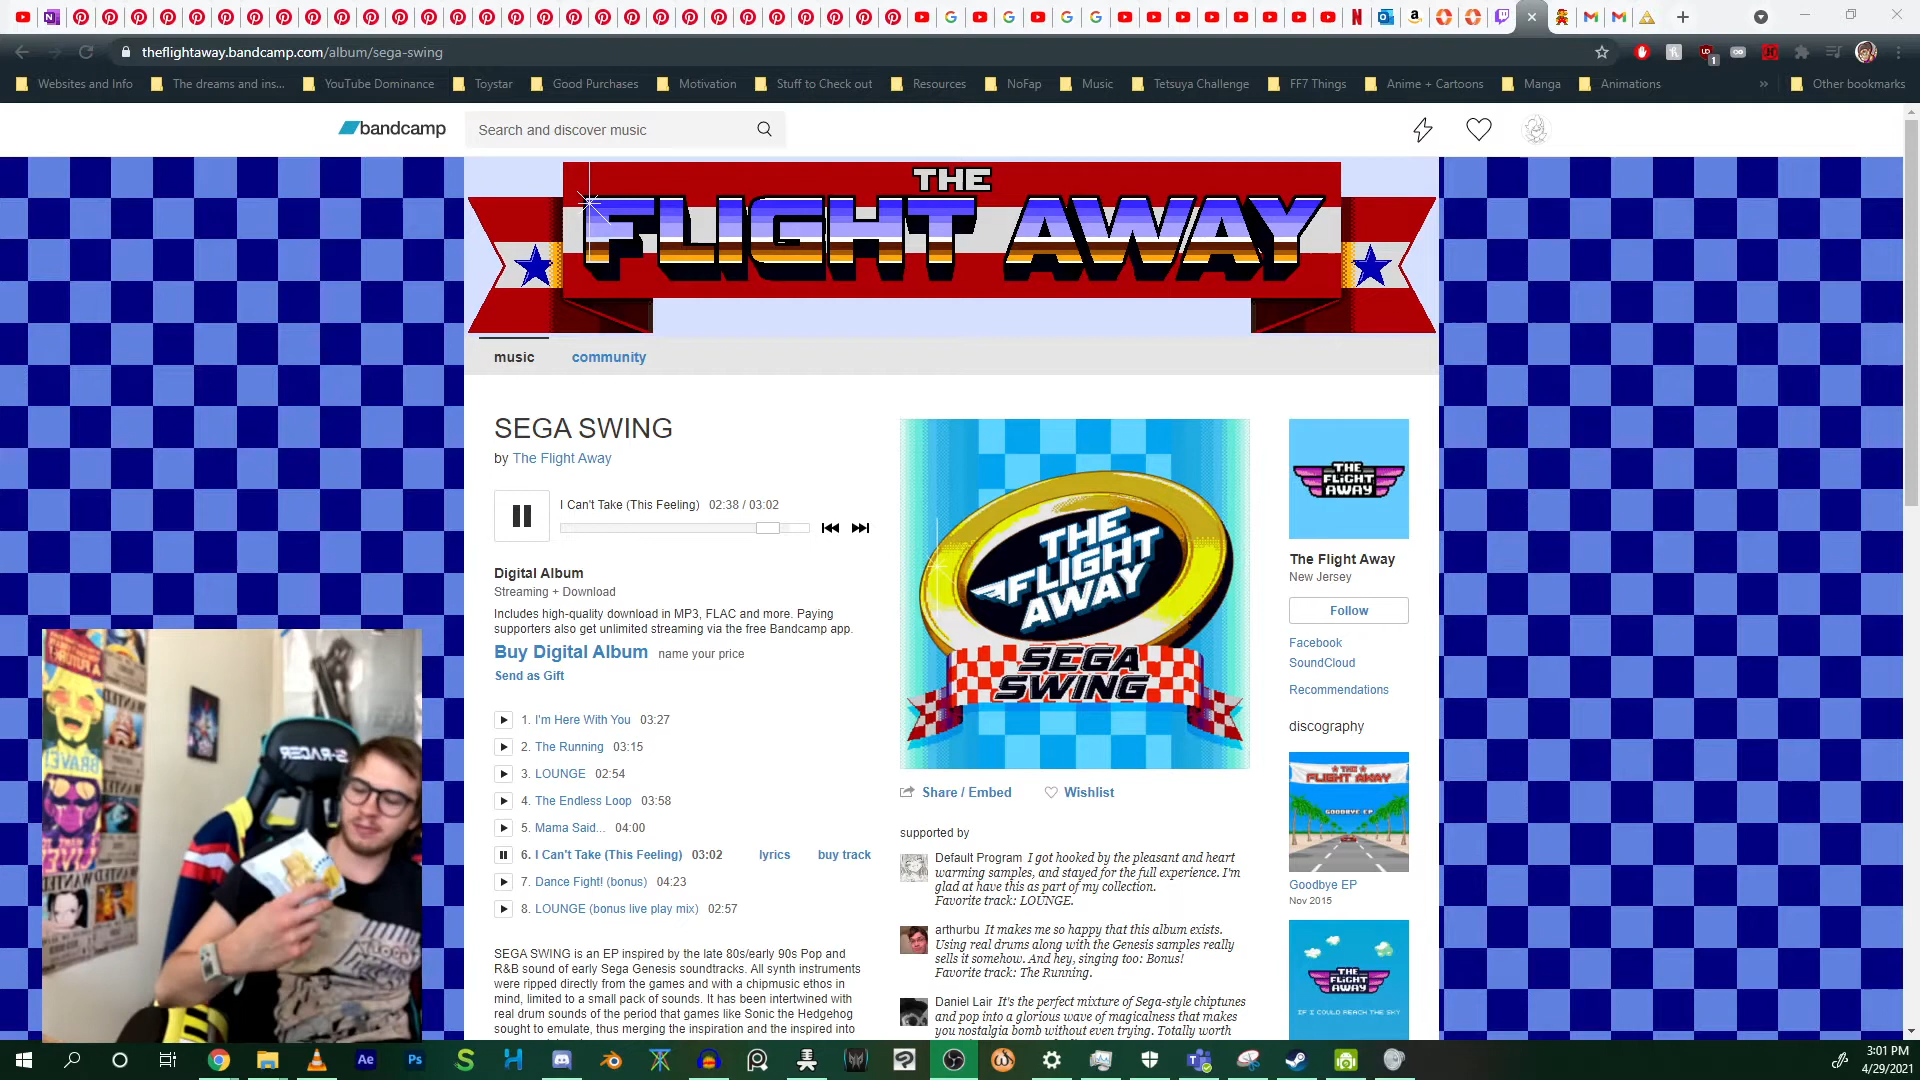 theflightaway.bandcamp.com/album/sega-swing
1
Websites and Info
The dreams and ins...
YouTube Dominance
Toystar
Good Purchases
Motivation
Stuff to Check out
Resources
NoFap
Music
Tetsuya Challenge
FF7 Things
Anime + Cartoons
Manga
Animations
»
Other bookmarks
bandcamp
Search and discover music
THE
FLIGHT AWAY
music
community
SEGA SWING
by The Flight Away
I Can't Take (This Feeling) 02:38 / 03:02
Digital Album
Streaming + Download
Includes high-quality download in MP3, FLAC and more. Paying
supporters also get unlimited streaming via the free Bandcamp app.
Buy Digital Album name your price
Send as Gift
1. I'm Here With You 03:27
2. The Running 03:15
3. LOUNGE 02:54
4. The Endless Loop 03:58
5. Mama Said... 04:00
6. I Can't Take (This Feeling) 03:02 lyrics buy track
7. Dance Fight! (bonus) 04:23
8. LOUNGE (bonus live play mix) 02:57
SEGA SWING is an EP inspired by the late 80s/early 90s Pop and
R&B sound of early Sega Genesis soundtracks. All synth instruments
were ripped directly from the games and with a chipmusic ethos in
mind, limited to a small pack of sounds. It has been intertwined with
real drum sounds of the period that games like Sonic the Hedgehog
sought to emulate, thus merging the inspiration and the inspired into
THE
FLIGHT
AWAY
SEGA
SWING
Share / Embed
Wishlist
supported by
Default Program I got hooked by the pleasant and heart
warming samples, and stayed for the full experience. I'm
glad at have this as part of my collection.
Favorite track: LOUNGE.
arthurbu It makes me so happy that this album exists.
Using real drums along with the Genesis samples really
sells it somehow. And hey, singing too: Bonus!
Favorite track: The Running.
Daniel Lair It's the perfect mixture of Sega-style chiptunes
and pop into a glorious wave of magicalness that makes
you nostalgia bomb without even trying. Totally worth
THE
FLIGHT
AWAY
The Flight Away
New Jersey
Follow
Facebook
SoundCloud
Recommendations
discography
THE
FLIGHT AWAY
GOODBYE EP
Goodbye EP
Nov 2015
THE
FLIGHT
AWAY
IF I COULD REACH THE SKY
BRAVE!
LIVE!
WANTED
WANTED
S-RACER
3:01 PM
4/29/2021